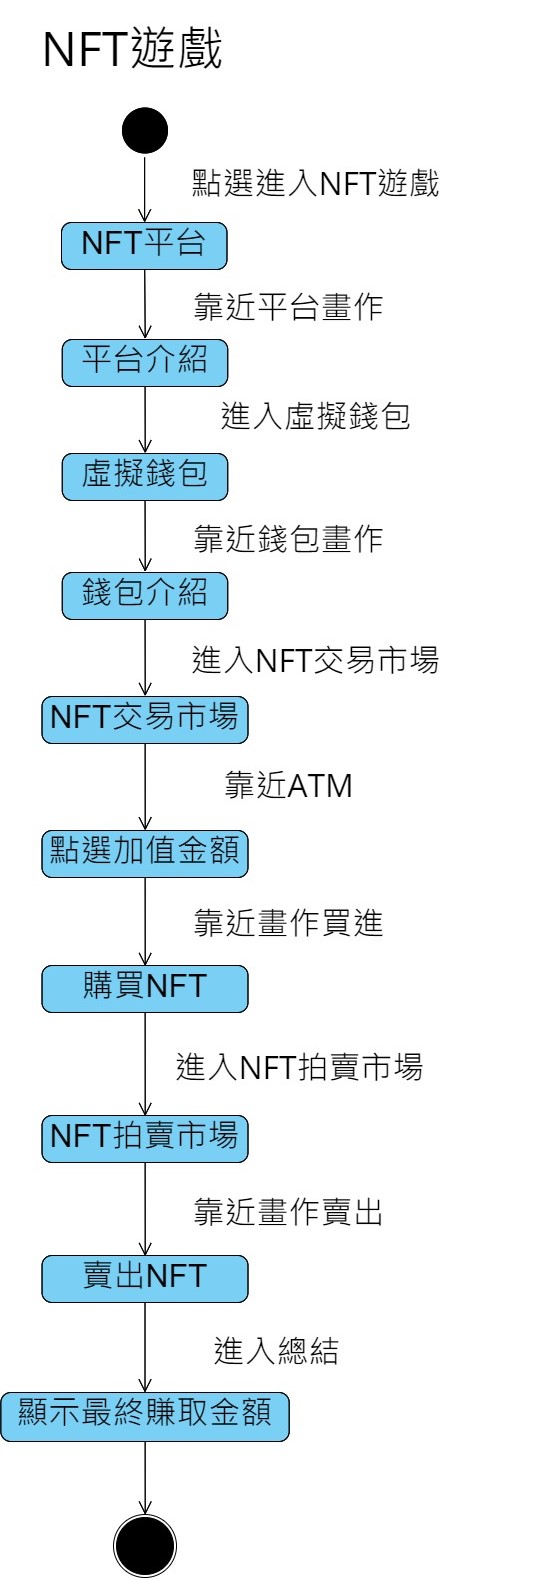 NFT遊戲
點選進入NFT遊戲
NFT平台
靠近平台畫作
平台介紹
進入虛擬錢包
虛擬錢包
靠近錢包畫作
錢包介紹
進入NFT交易市場
NFT交易市場
靠近ATM
點選加值金額
靠近畫作買進
購買NFT
進入NFT拍賣市場
NFT拍賣市場
靠近畫作賣出
賣出NFT
進入總結
顯示最終賺取金額